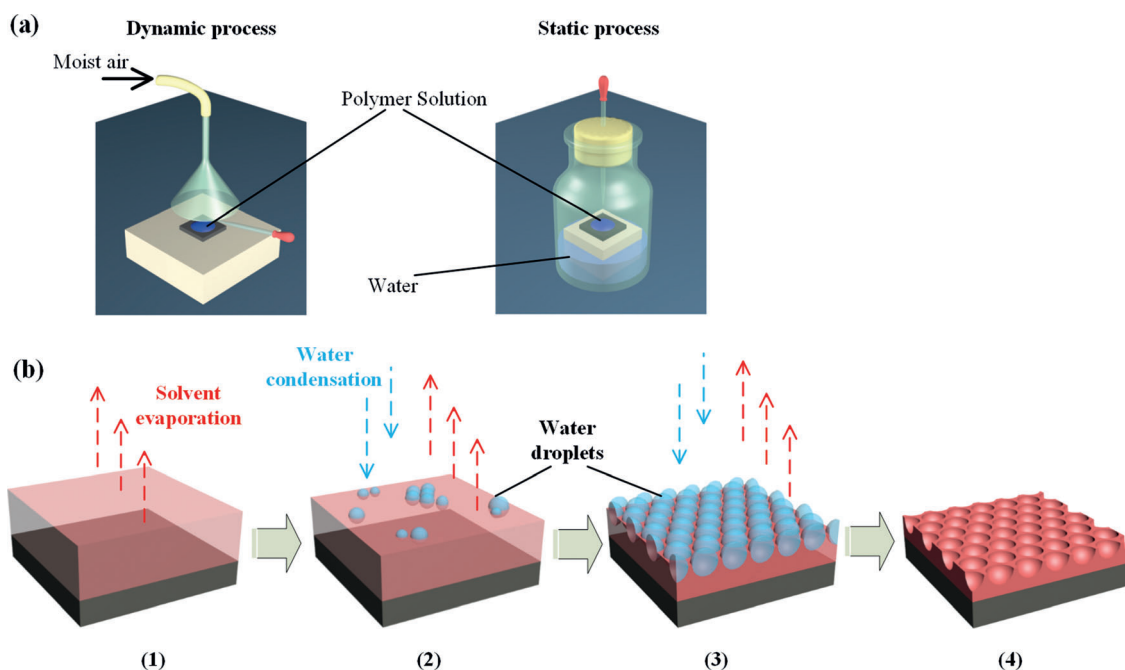 (a)
Dynamic process
Static process
Moist air
Polymer Solution
Water
(b)
Water
condensation
Solvent
evaporation
Water
droplets
(1)
(2)
(3)
(4)